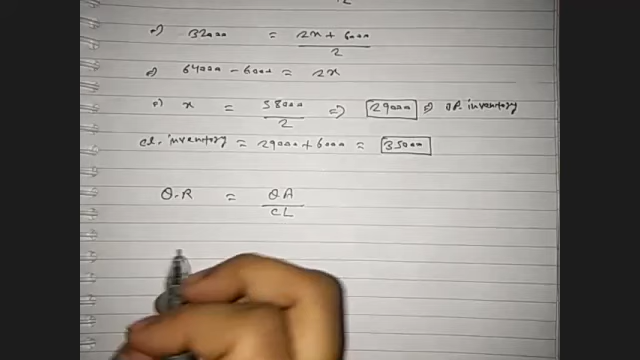 ⇒ 32000 = 2x + 6000 / 2
⇒ 64000 - 6000 = 2x
⇒ x = 58000 / 2 ⇒ 29000 ⇒ OP. inventory
Cl. inventory = 29000 + 6000 = 35000
Q.R = QA / CL